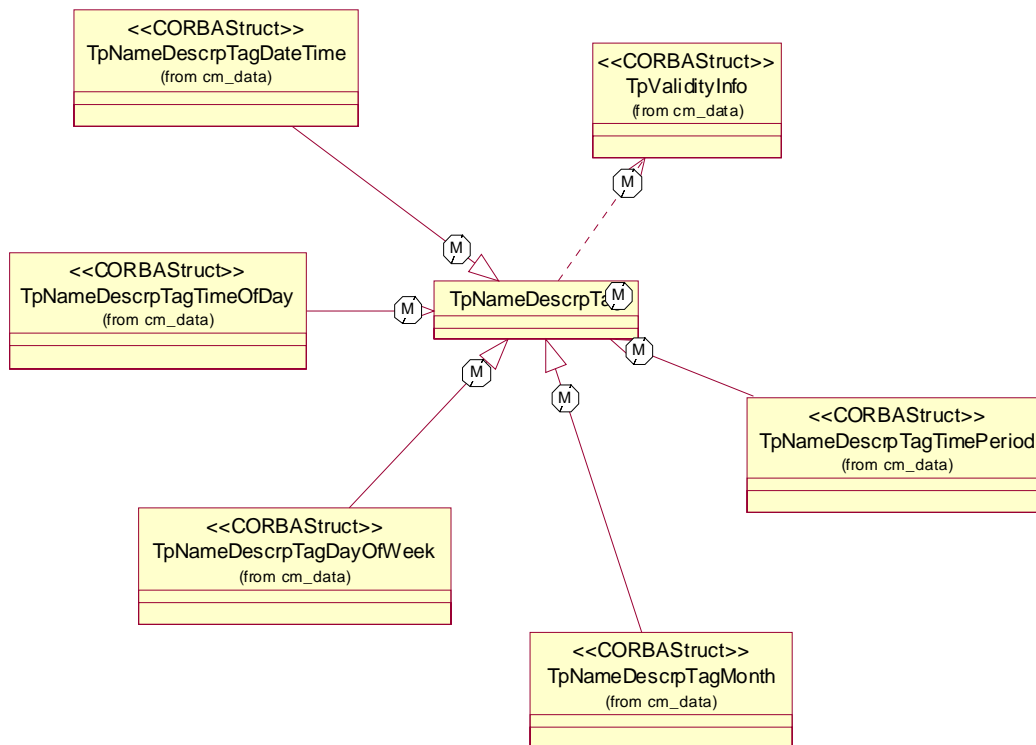 <<CORBAStruct>>
TpNameDescrpTagDateTime
(from cm_data)
<<CORBAStruct>>
TpValidityInfo
(from cm_data)
M
M
<<CORBAStruct>>
TpNameDescrpTagTimeOfDay
(from cm_data)
M
M
M
M
M
<<CORBAStruct>>
TpNameDescrpTagTimePeriod
(from cm_data)
<<CORBAStruct>>
TpNameDescrpTagDayOfWeek
(from cm_data)
<<CORBAStruct>>
TpNameDescrpTagMonth
(from cm_data)